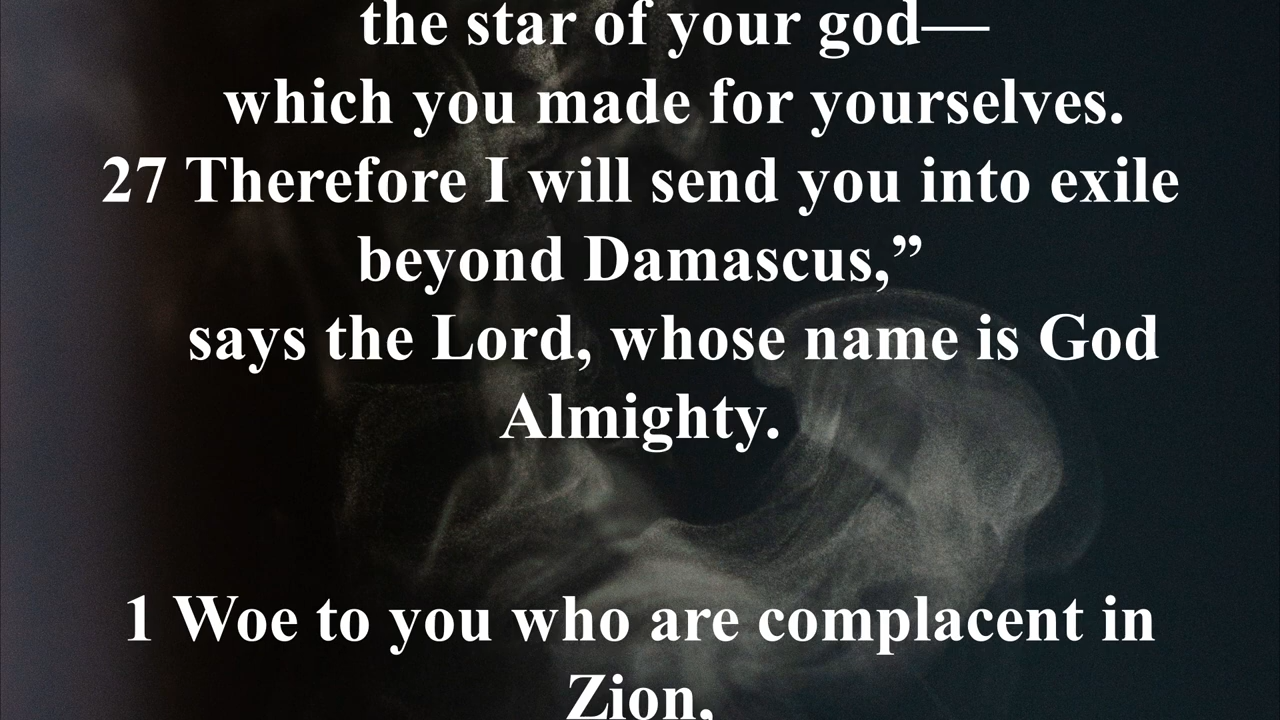 the star of your god—
which you made for yourselves.
27 Therefore I will send you into exile
beyond Damascus,”
says the Lord, whose name is God
Almighty.
1 Woe to you who are complacent in
Zion,